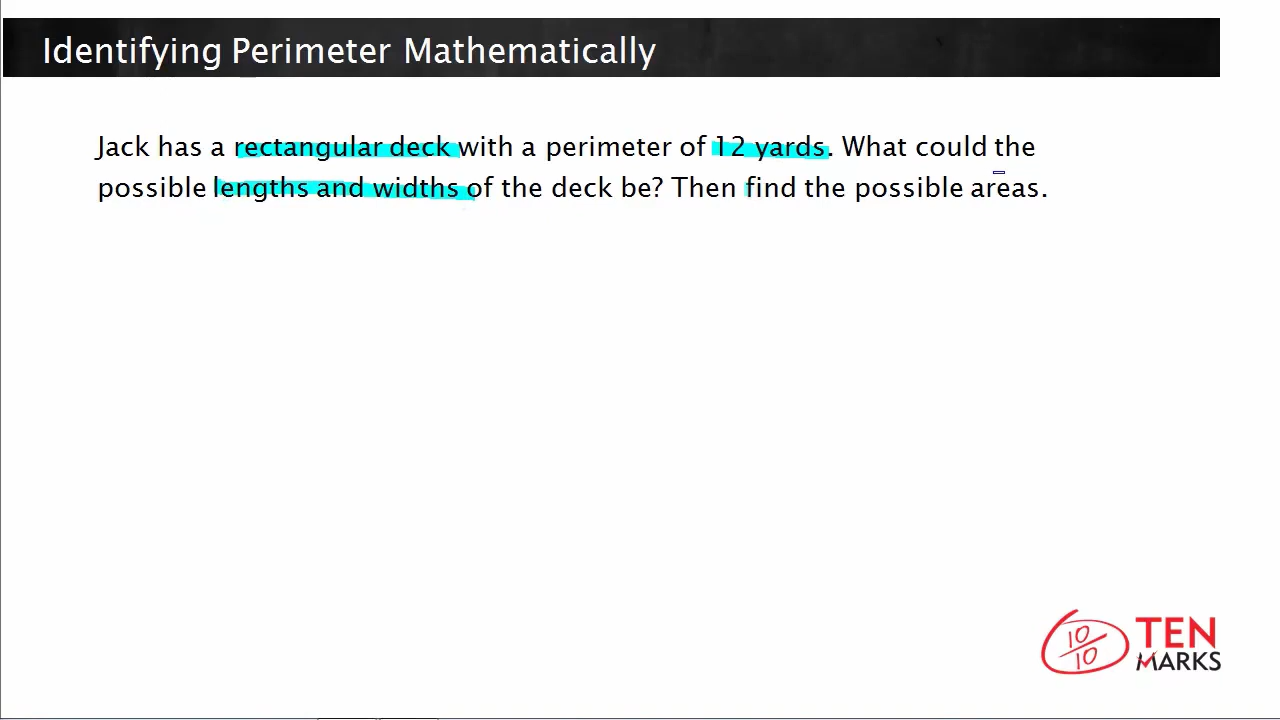 Identifying Perimeter Mathematically
Jack has a rectangular deck with a perimeter of 12 yards. What could the
possible lengths and widths of the deck be? Then find the possible areas.
10/10
TEN
MARKS